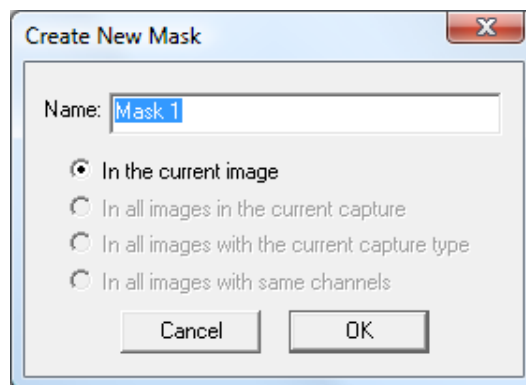 Create New Mask
Name: Mask 1
In the current image
In all images in the current capture
In all images with the current capture type
In all images with same channels
Cancel OK